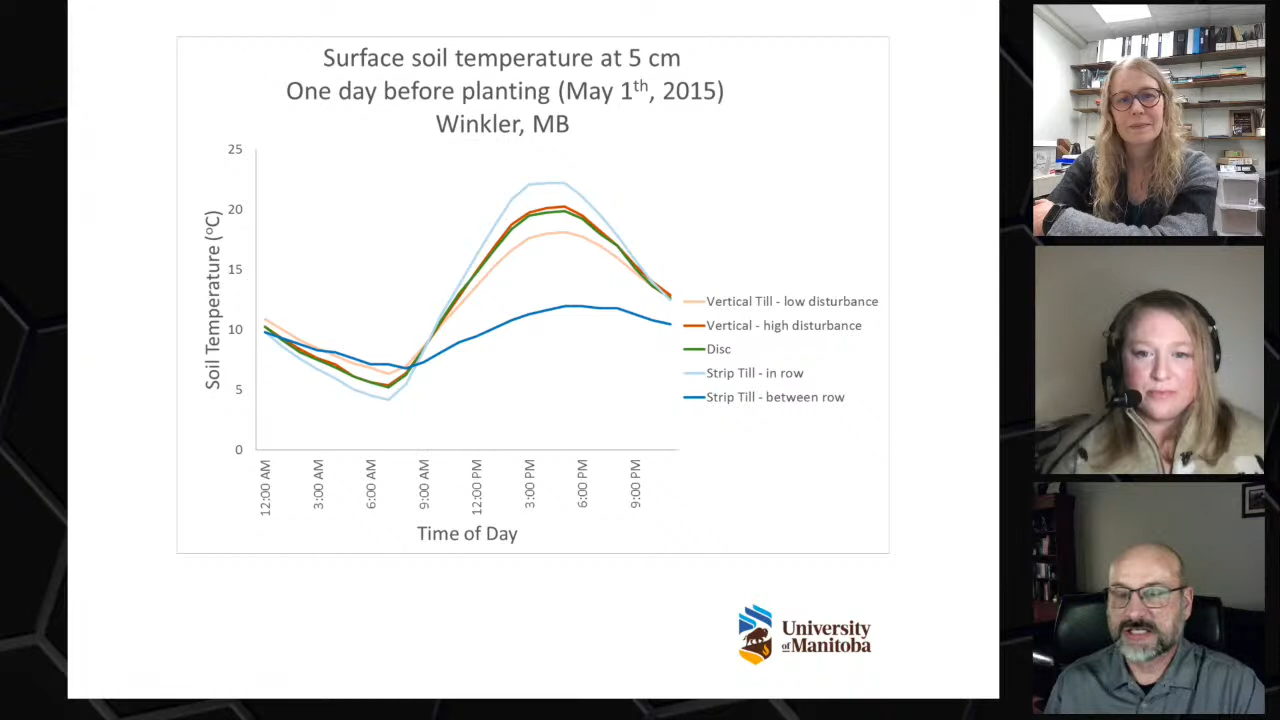 Surface soil temperature at 5 cm
One day before planting (May 1th, 2015)
Winkler, MB
25
20
15
10
5
0
Soil Temperature (°C)
12:00 AM
3:00 AM
6:00 AM
9:00 AM
12:00 PM
3:00 PM
6:00 PM
9:00 PM
Time of Day
Vertical Till - low disturbance
Vertical - high disturbance
Disc
Strip Till - in row
Strip Till - between row
University
of Manitoba